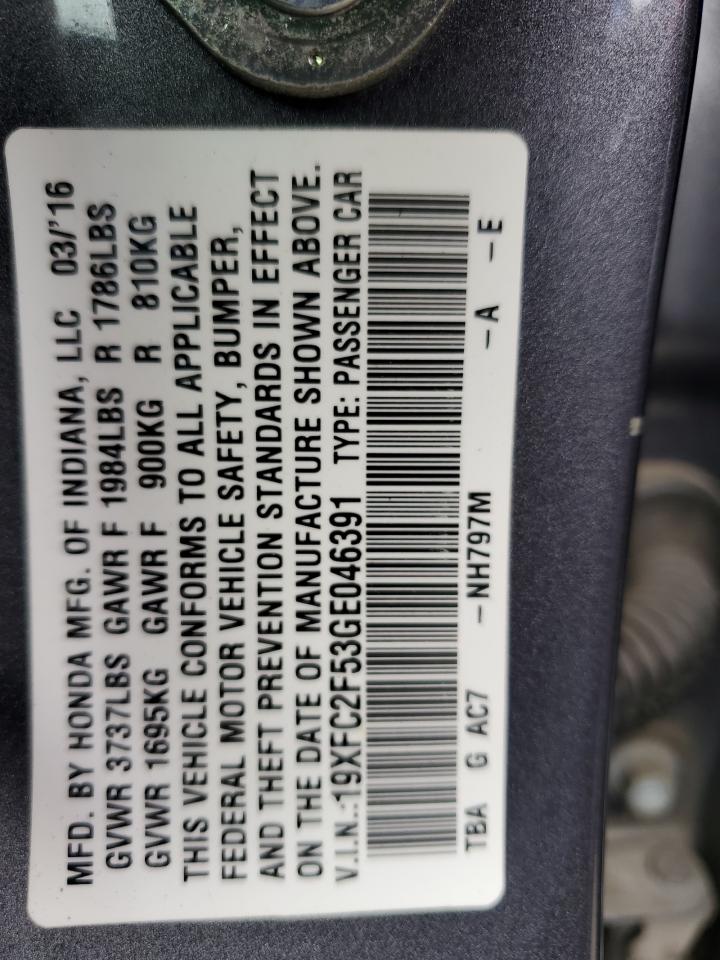 MFD. BY HONDA MFG. OF INDIANA, LLC 03/'16
GVWR 3737LBS GAWR F 1984LBS R 1786LBS
GVWR 1695KG GAWR F 900KG R 810KG
THIS VEHICLE CONFORMS TO ALL APPLICABLE
FEDERAL MOTOR VEHICLE SAFETY, BUMPER,
AND THEFT PREVENTION STANDARDS IN EFFECT
ON THE DATE OF MANUFACTURE SHOWN ABOVE.
V.I.N.:19XFC2F53GE046391 TYPE: PASSENGER CAR
TBA G AC7 -NH797M -A -E